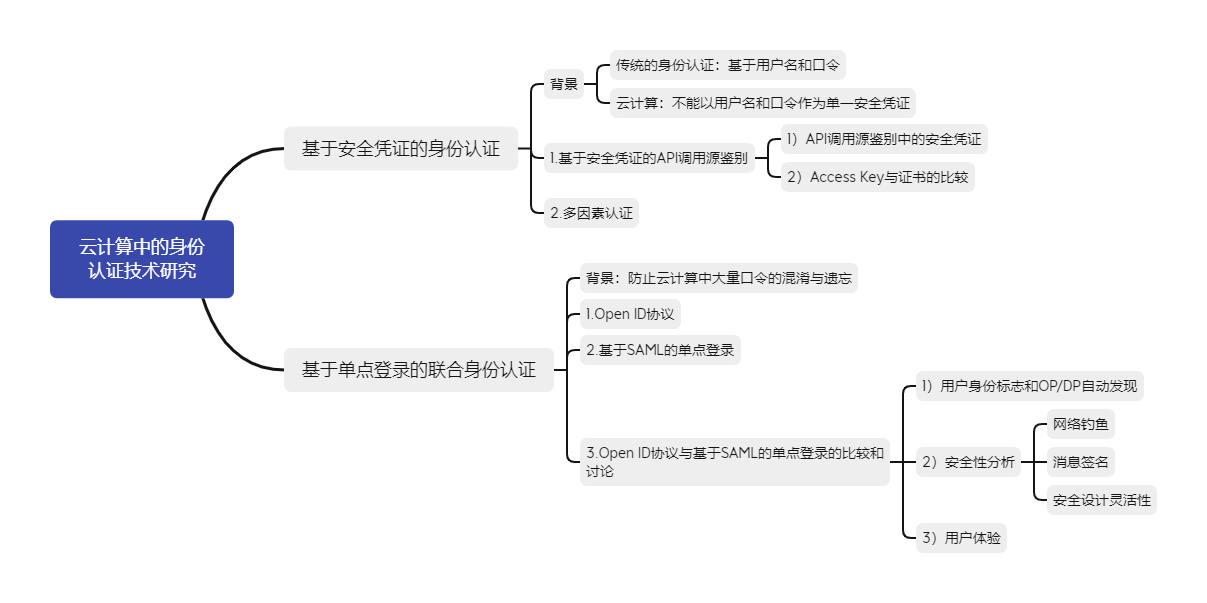 云计算中的身份
认证技术研究
基于安全凭证的身份认证
背景
传统的身份认证：基于用户名和口令
云计算：不能以用户名和口令作为单一安全凭证
1.基于安全凭证的API调用源鉴别
1）API调用源鉴别中的安全凭证
2）Access Key与证书的比较
2.多因素认证
基于单点登录的联合身份认证
背景：防止云计算中大量口令的混淆与遗忘
1.Open ID协议
2.基于SAML的单点登录
3.Open ID协议与基于SAML的单点登录的比较和
讨论
1）用户身份标志和OP/DP自动发现
2）安全性分析
网络钓鱼
消息签名
安全设计灵活性
3）用户体验